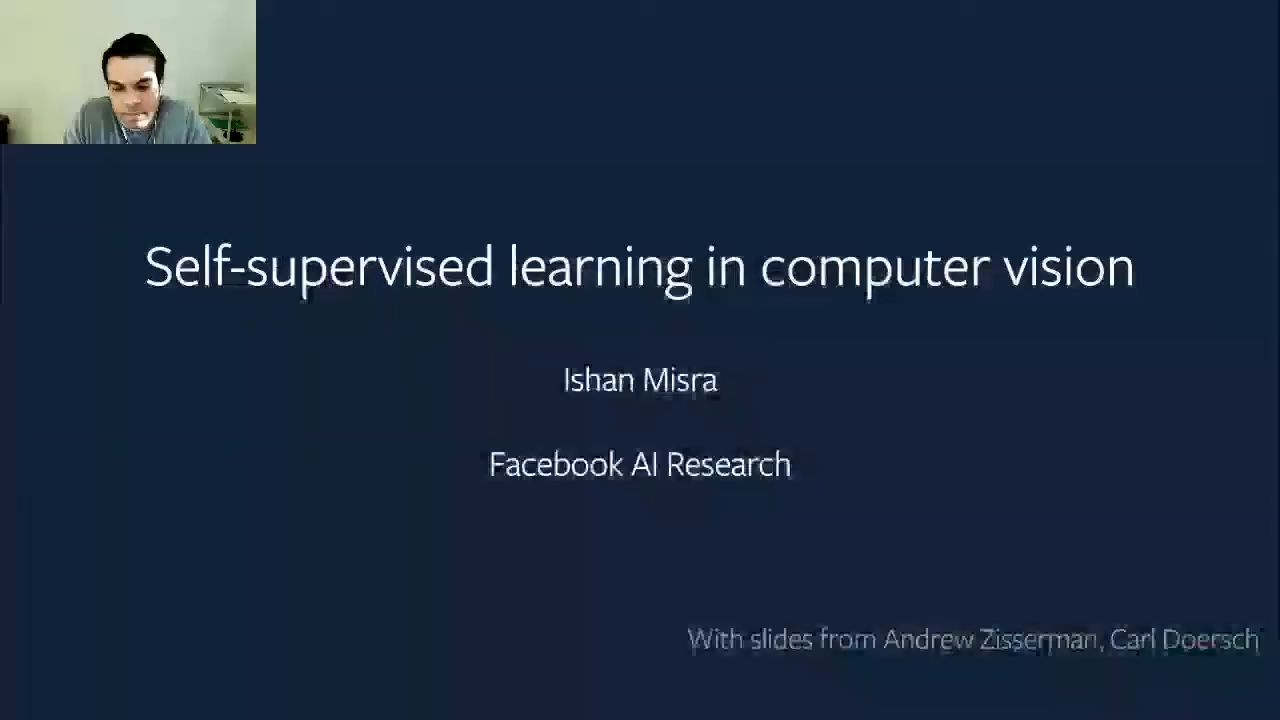 Self-supervised learning in computer vision
Ishan Misra
Facebook AI Research
With slides from Andrew Zisserman, Carl Doersch